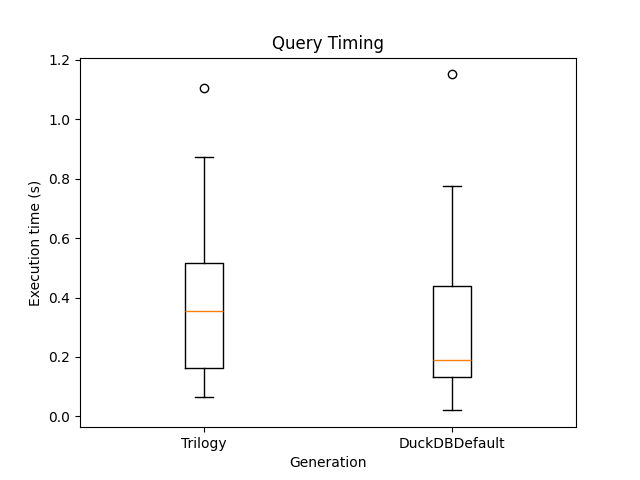 Query Timing
1.2
1.0
0.8
0.6
0.4
0.2
0.0
Execution time (s)
Trilogy
DuckDBDefault
Generation